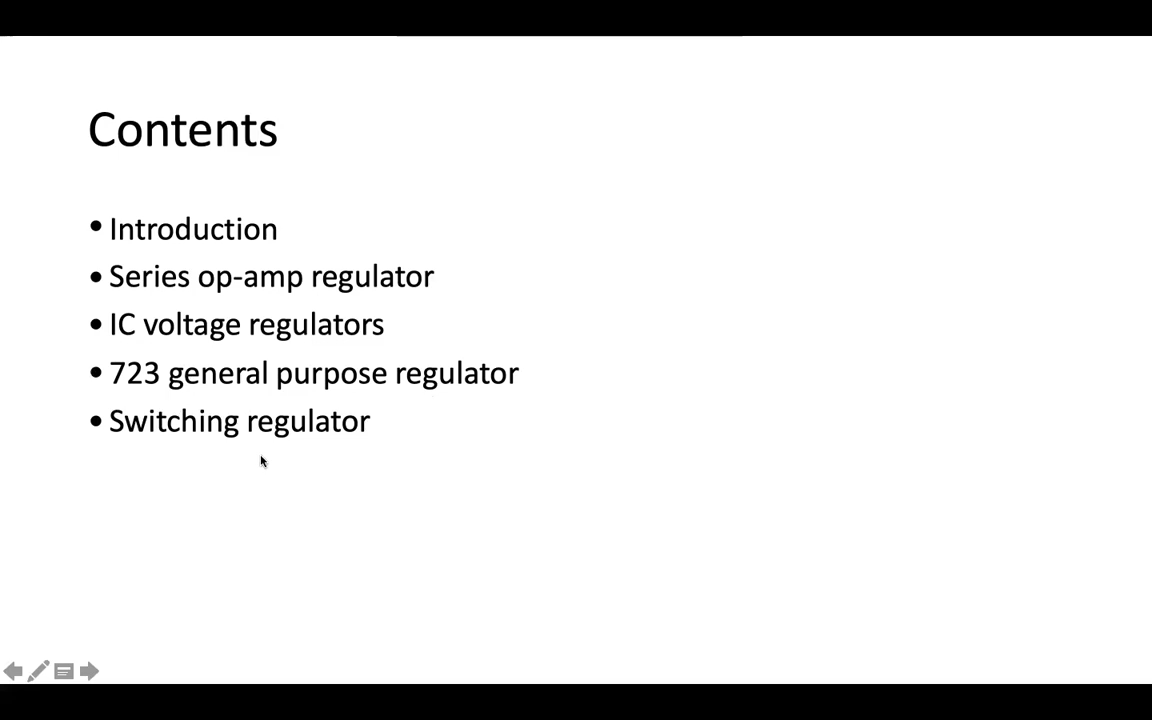 Contents
• Introduction
• Series op-amp regulator
• IC voltage regulators
• 723 general purpose regulator
• Switching regulator